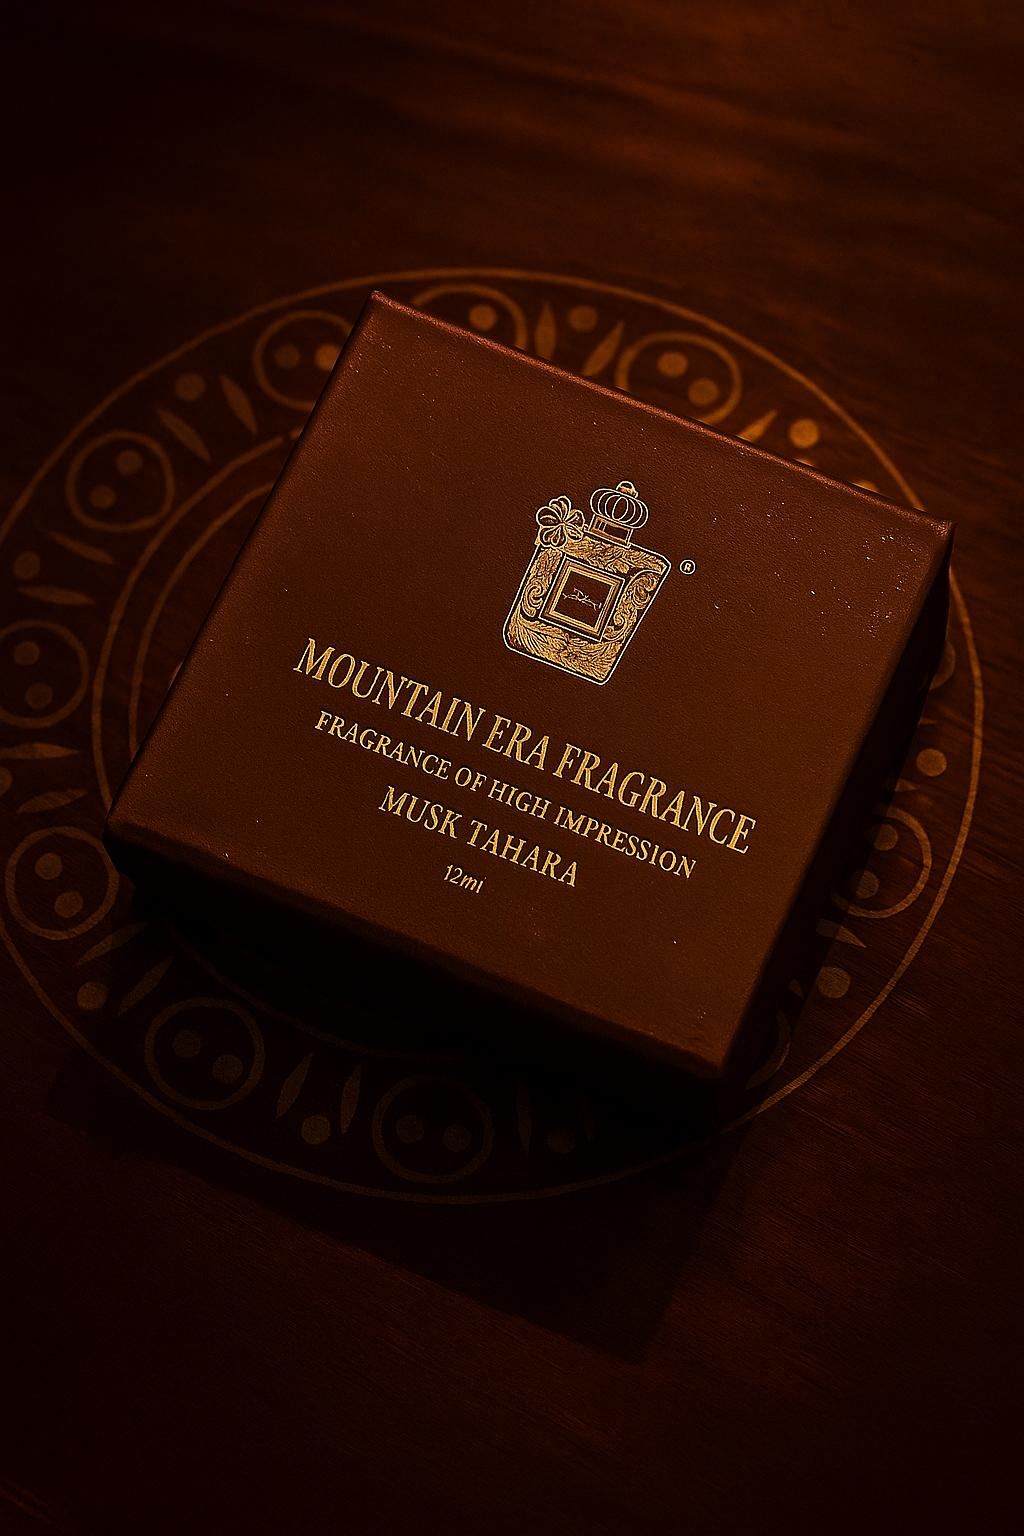 ®
MOUNTAIN ERA FRAGRANCE
FRAGRANCE OF HIGH IMPRESSION
MUSK TAHARA
12ml